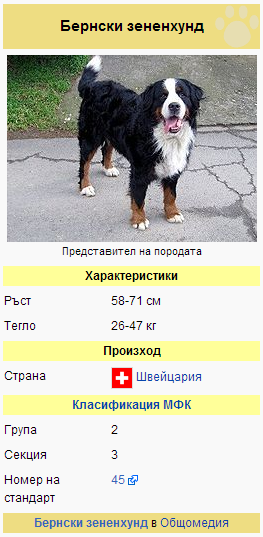 Бернски зененхунд
Представител на породата
Характеристики
Ръст 58-71 см
Тегло 26-47 кг
Произход
Страна Швейцария
Класификация МФК
Група 2
Секция 3
Номер на 45
стандарт
Бернски зененхунд в Общомедия